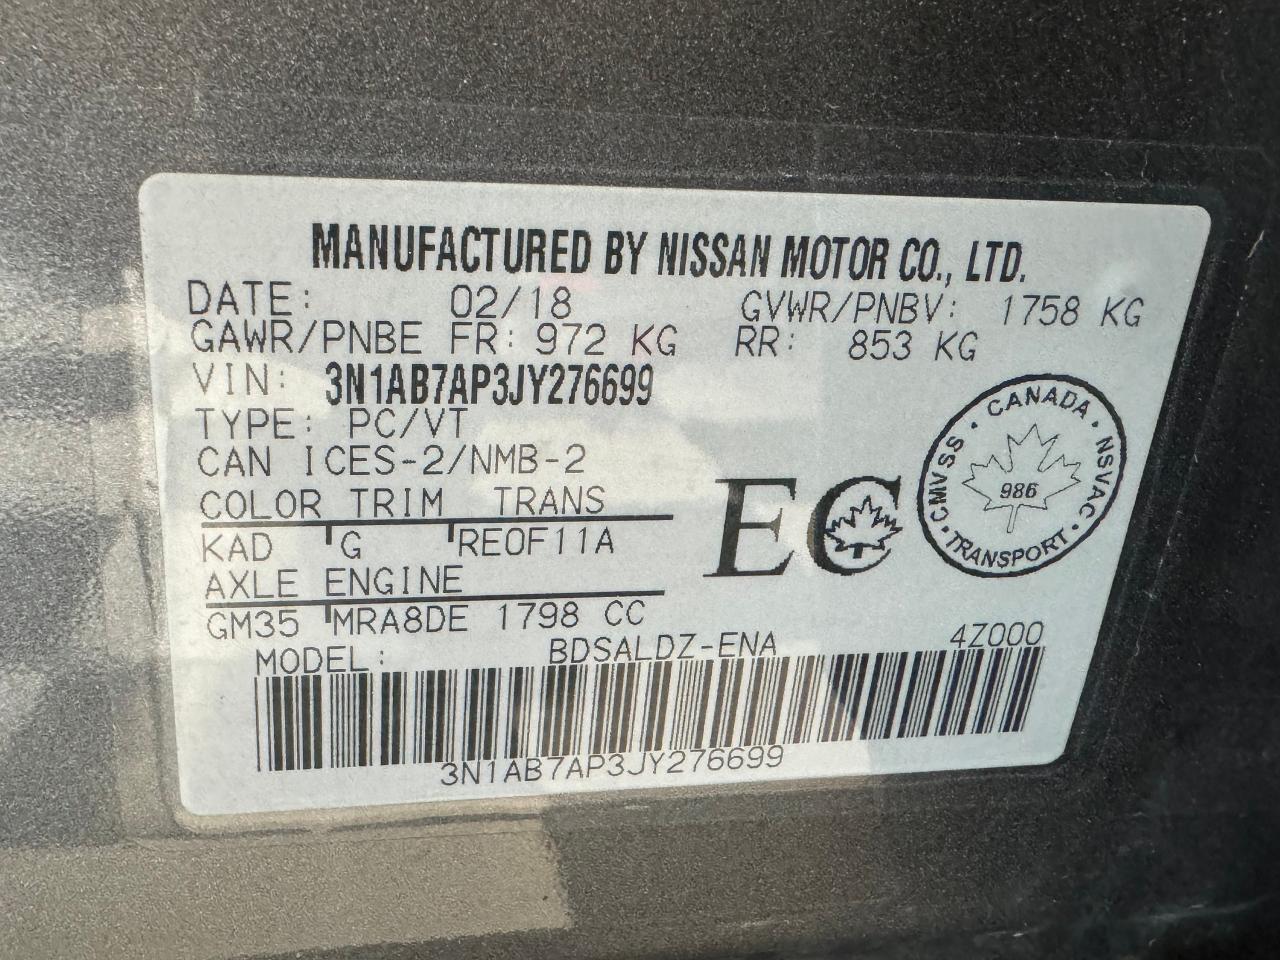 MANUFACTURED BY NISSAN MOTOR CO., LTD.
DATE: 02/18 GVWR/PNBV: 1758 KG
GAWR/PNBE FR: 972 KG RR: 853 KG
VIN: 3N1AB7AP3JY276699
TYPE: PC/VT
CAN ICES-2/NMB-2
COLOR TRIM TRANS
KAD G RE0F11A
AXLE ENGINE
GM35 MRA8DE 1798 CC
MODEL: BDSALDZ-ENA 4Z000
3N1AB7AP3JY276699
EC
CANADA · NSVAC · TRANSPORT · CMVSS ·
986